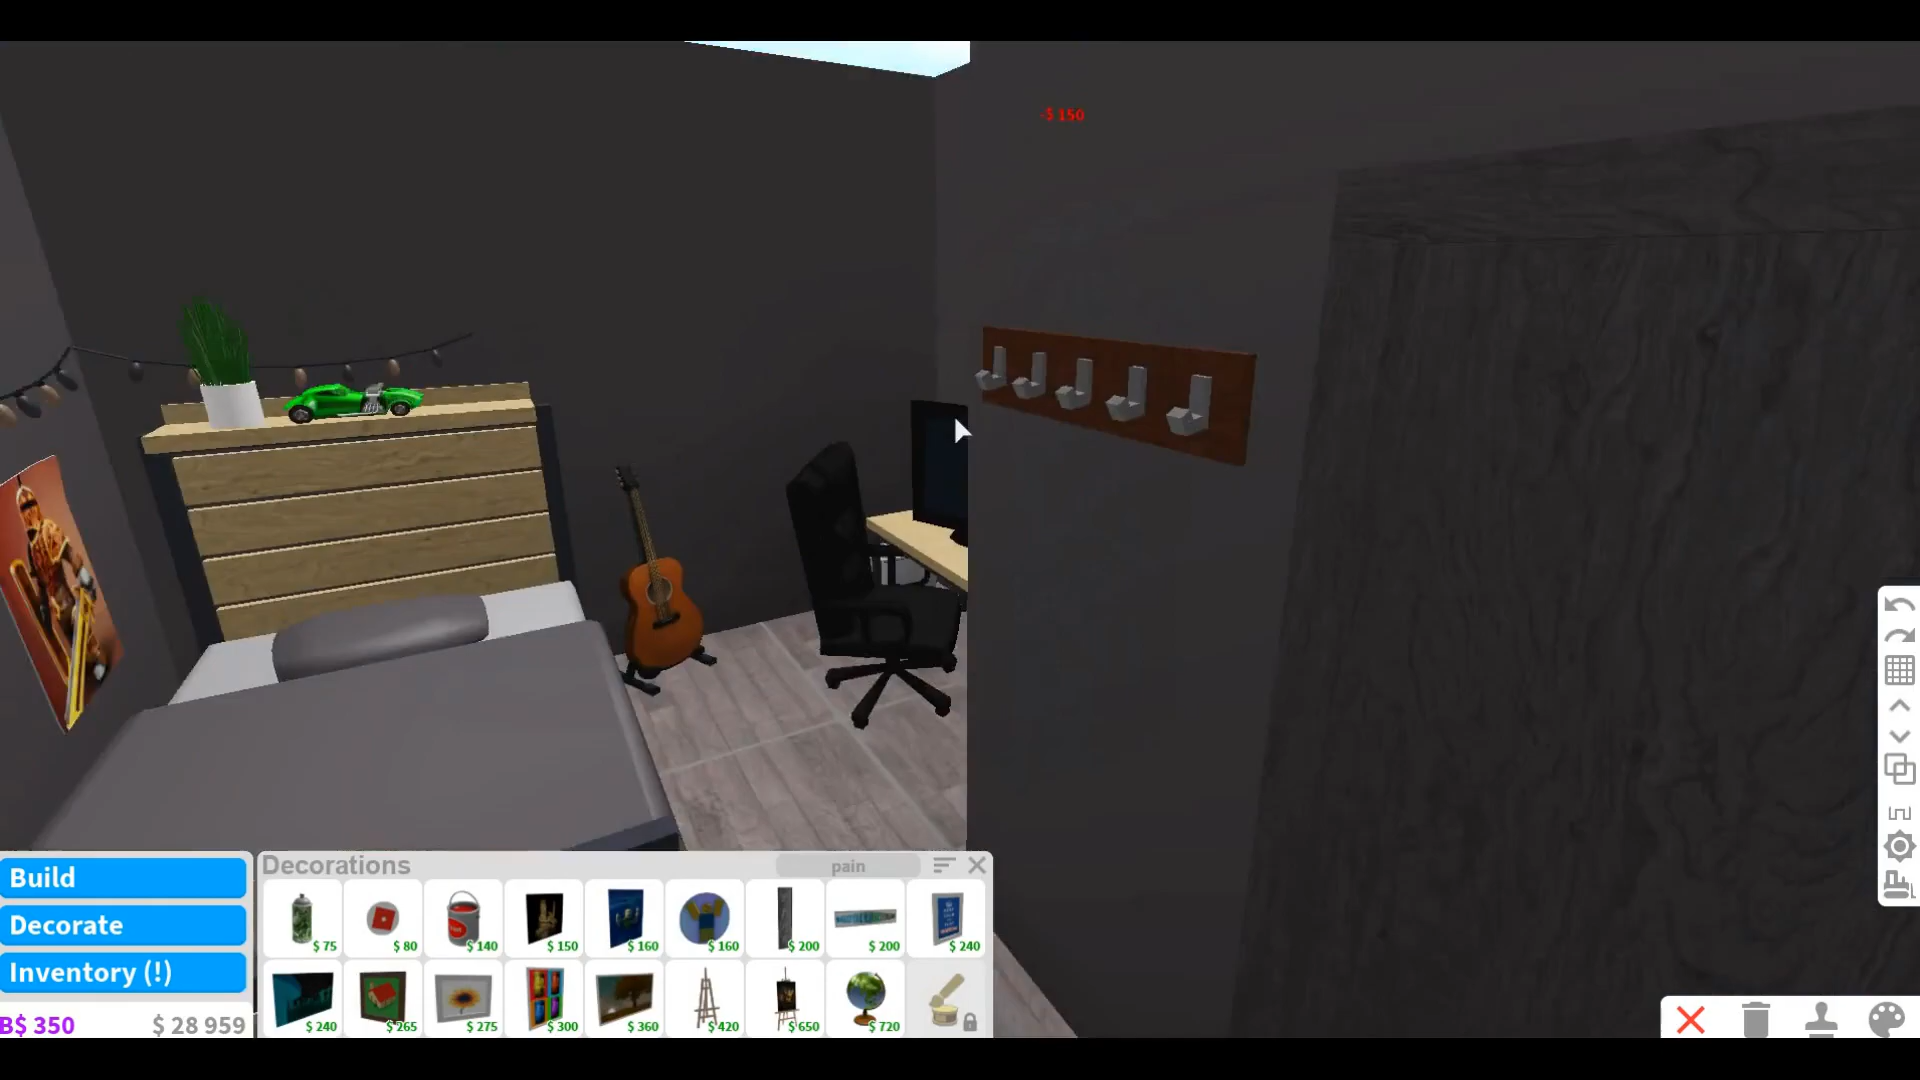 -$ 150
Build
Decorate
Inventory (!)
B$ 350
$ 28 959
Decorations
pain
$ 75
$ 80
$ 140
$ 150
$ 160
$ 160
$ 200
$ 200
$ 240
$ 240
$ 265
$ 275
$ 300
$ 360
$ 420
$ 650
$ 720